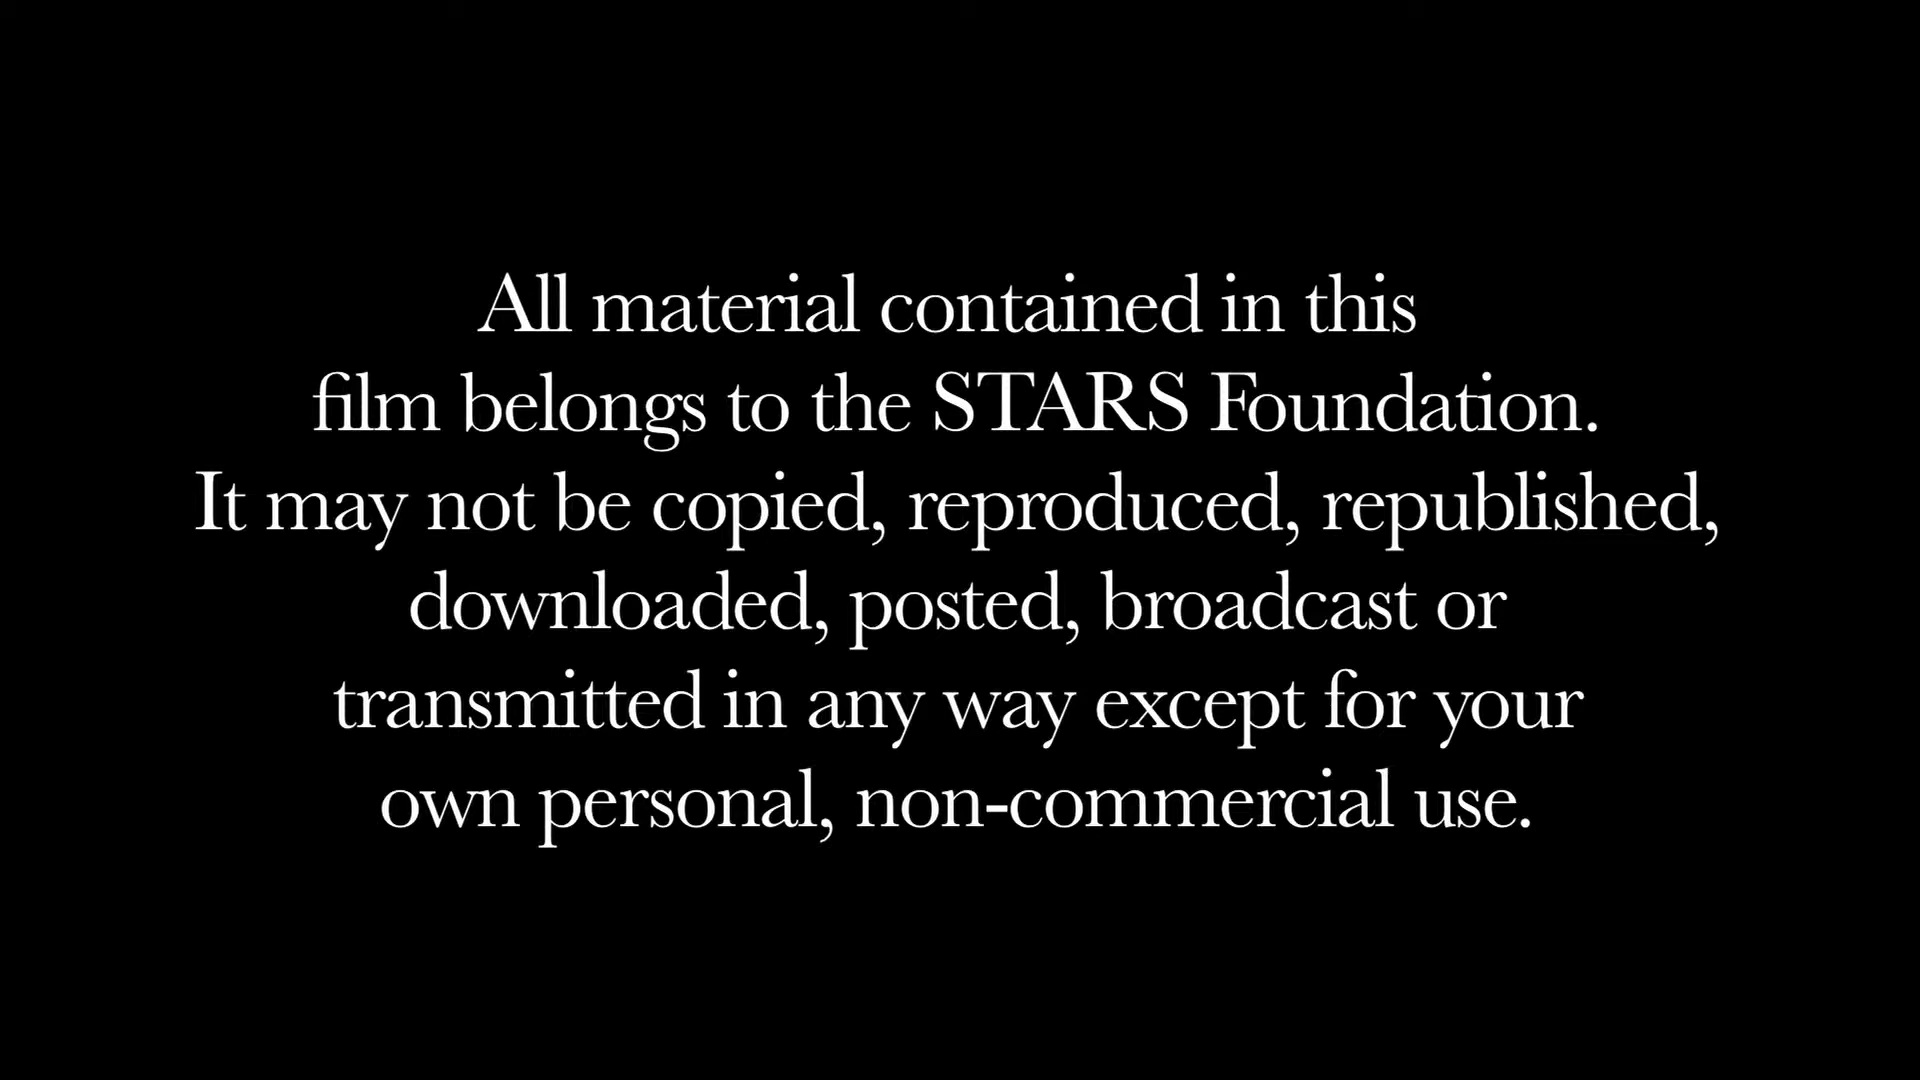 All material contained in this
film belongs to the STARS Foundation.
It may not be copied, reproduced, republished,
downloaded, posted, broadcast or
transmitted in any way except for your
own personal, non-commercial use.